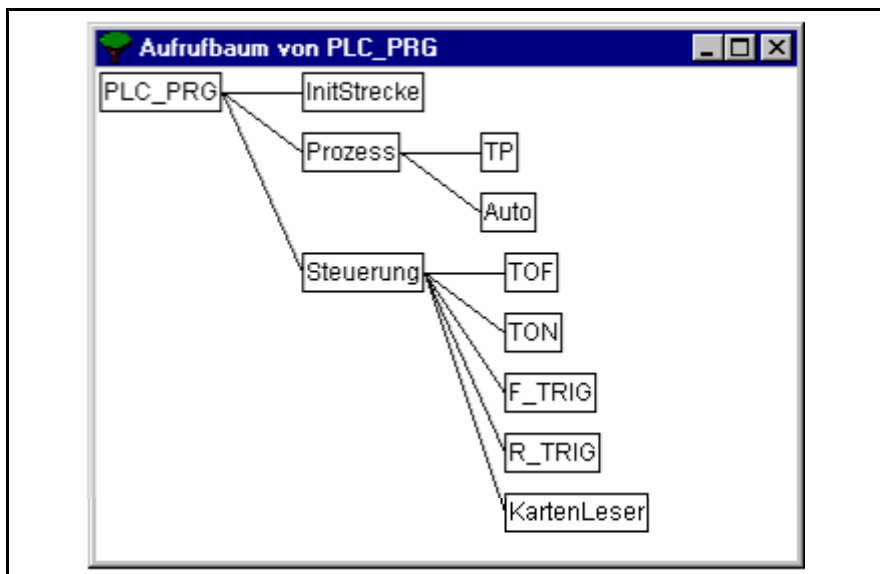 Aufrufbaum von PLC_PRG
PLC_PRG
InitStrecke
Prozess
TP
Auto
Steuerung
TOF
TON
F_TRIG
R_TRIG
KartenLeser